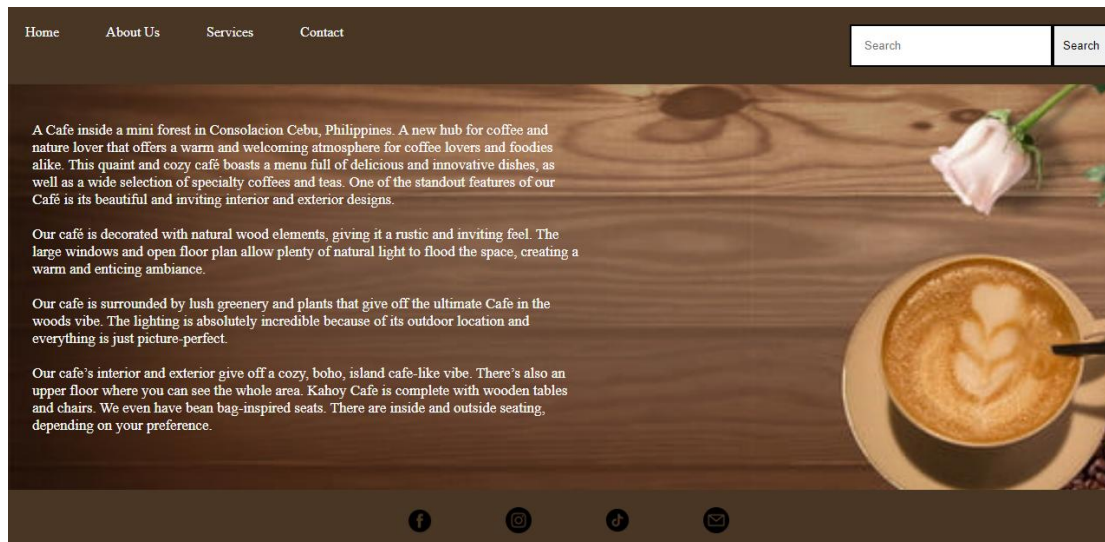 Home About Us Services Contact Search Search
A Cafe inside a mini forest in Consolacion Cebu, Philippines. A new hub for coffee and
nature lover that offers a warm and welcoming atmosphere for coffee lovers and foodies
alike. This quaint and cozy café boasts a menu full of delicious and innovative dishes, as
well as a wide selection of specialty coffees and teas. One of the standout features of our
Café is its beautiful and inviting interior and exterior designs.
Our café is decorated with natural wood elements, giving it a rustic and inviting feel. The
large windows and open floor plan allow plenty of natural light to flood the space, creating a
warm and enticing ambiance.
Our cafe is surrounded by lush greenery and plants that give off the ultimate Cafe in the
woods vibe. The lighting is absolutely incredible because of its outdoor location and
everything is just picture-perfect.
Our cafe’s interior and exterior give off a cozy, boho, island cafe-like vibe. There’s also an
upper floor where you can see the whole area. Kahoy Cafe is complete with wooden tables
and chairs. We even have bean bag-inspired seats. There are inside and outside seating,
depending on your preference.